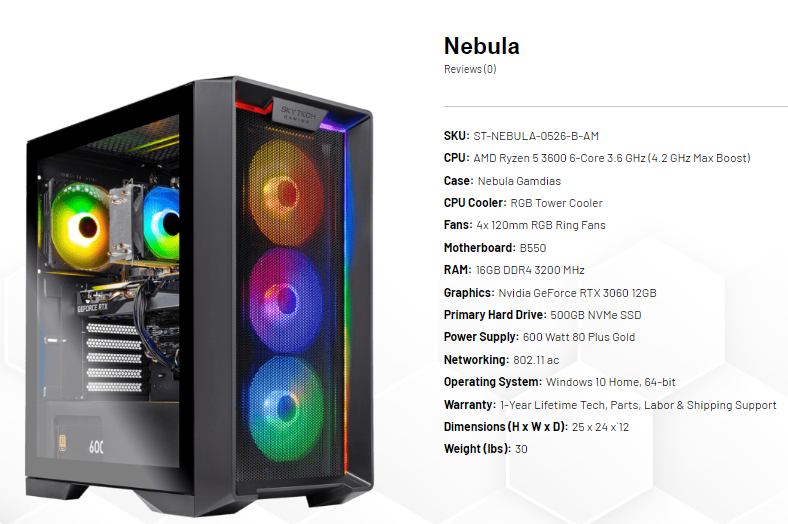 Nebula
Reviews (0)
SKU: ST-NEBULA-0526-B-AM
CPU: AMD Ryzen 5 3600 6-Core 3.6 GHz (4.2 GHz Max Boost)
Case: Nebula Gamdias
CPU Cooler: RGB Tower Cooler
Fans: 4x 120mm RGB Ring Fans
Motherboard: B550
RAM: 16GB DDR4 3200 MHz
Graphics: Nvidia GeForce RTX 3060 12GB
Primary Hard Drive: 500GB NVMe SSD
Power Supply: 600 Watt 80 Plus Gold
Networking: 802.11 ac
Operating System: Windows 10 Home, 64-bit
Warranty: 1-Year Lifetime Tech, Parts, Labor & Shipping Support
Dimensions (H x W x D): 25 x 24 x`12
Weight (lbs): 30
SKYTECH
GAMING
GEFORCE RTX
600